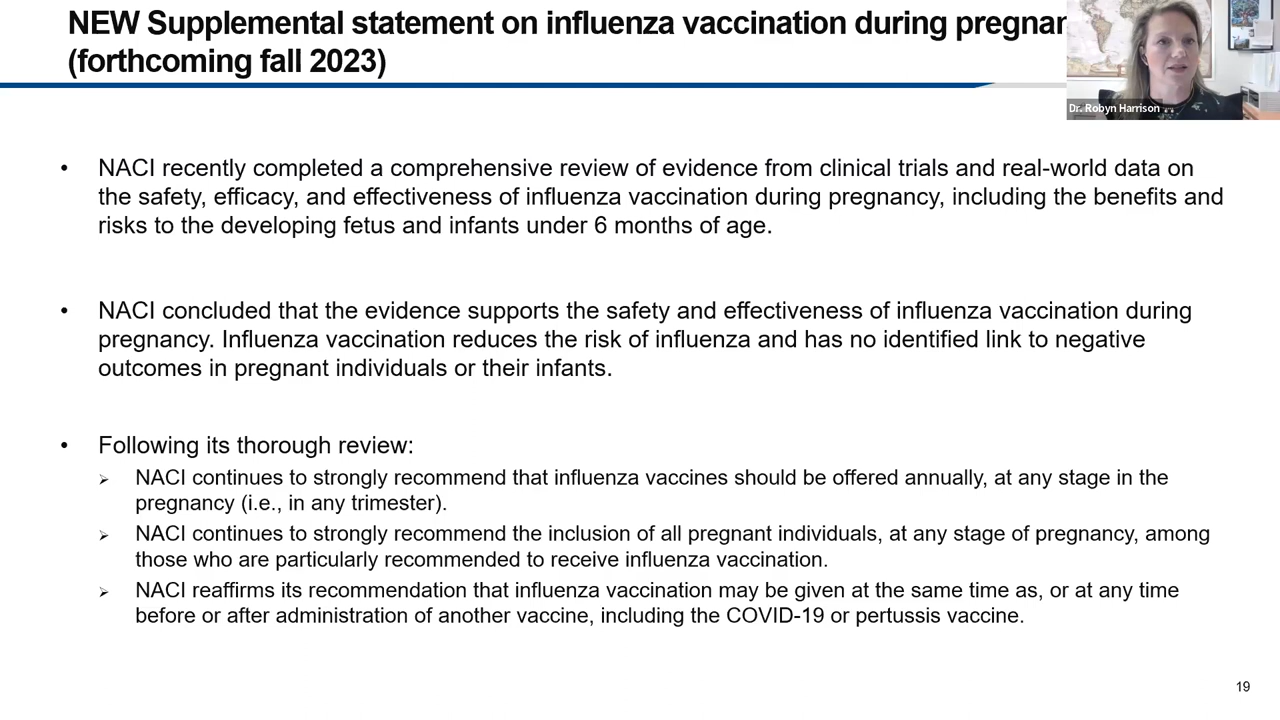 NEW Supplemental statement on influenza vaccination during pregnan
(forthcoming fall 2023)
Dr. Robyn Harrison
• NACI recently completed a comprehensive review of evidence from clinical trials and real-world data on
the safety, efficacy, and effectiveness of influenza vaccination during pregnancy, including the benefits and
risks to the developing fetus and infants under 6 months of age.
• NACI concluded that the evidence supports the safety and effectiveness of influenza vaccination during
pregnancy. Influenza vaccination reduces the risk of influenza and has no identified link to negative
outcomes in pregnant individuals or their infants.
• Following its thorough review:
➢ NACI continues to strongly recommend that influenza vaccines should be offered annually, at any stage in the
pregnancy (i.e., in any trimester).
➢ NACI continues to strongly recommend the inclusion of all pregnant individuals, at any stage of pregnancy, among
those who are particularly recommended to receive influenza vaccination.
➢ NACI reaffirms its recommendation that influenza vaccination may be given at the same time as, or at any time
before or after administration of another vaccine, including the COVID-19 or pertussis vaccine.
19